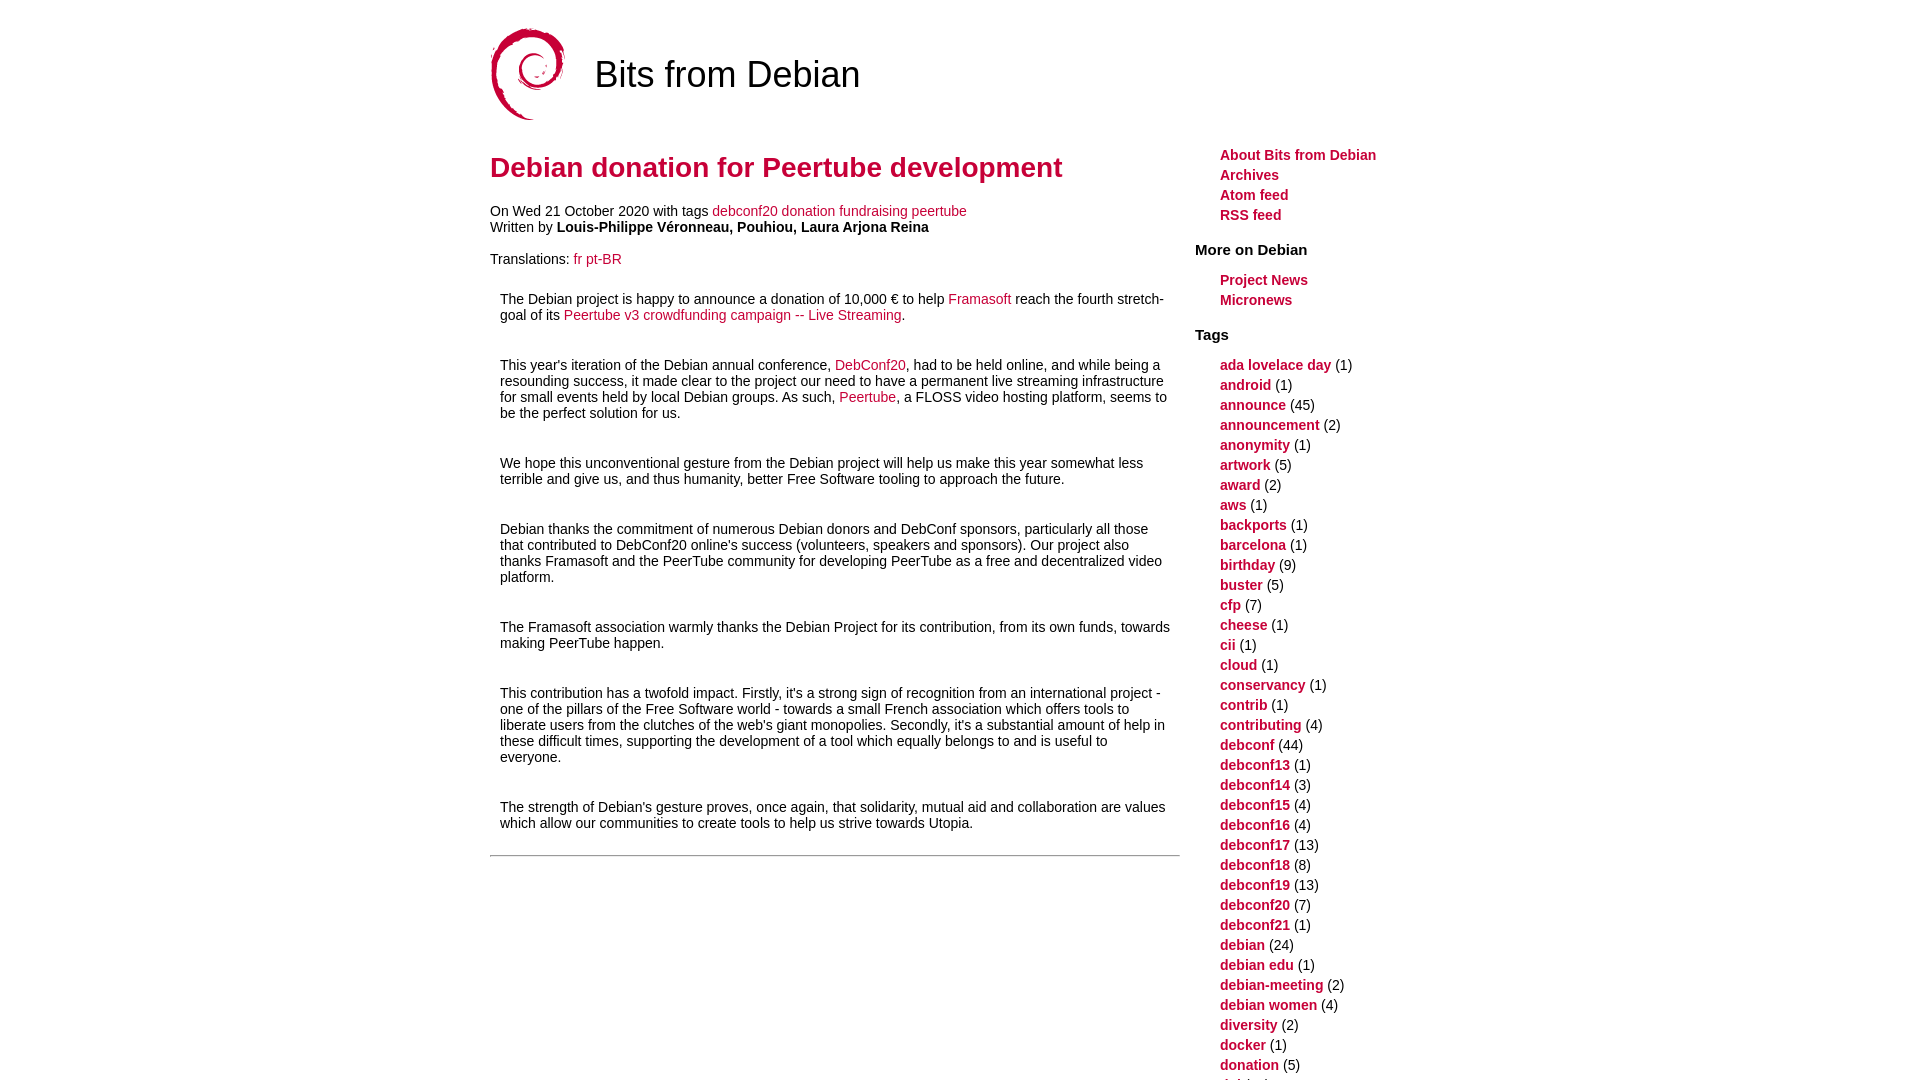 Bits from Debian
Debian donation for Peertube development
On Wed 21 October 2020 with tags debconf20 donation fundraising peertube
Written by Louis-Philippe Véronneau, Pouhiou, Laura Arjona Reina
Translations: fr pt-BR
The Debian project is happy to announce a donation of 10,000 € to help Framasoft reach the fourth stretch-
goal of its Peertube v3 crowdfunding campaign -- Live Streaming.
This year's iteration of the Debian annual conference, DebConf20, had to be held online, and while being a
resounding success, it made clear to the project our need to have a permanent live streaming infrastructure
for small events held by local Debian groups. As such, Peertube, a FLOSS video hosting platform, seems to
be the perfect solution for us.
We hope this unconventional gesture from the Debian project will help us make this year somewhat less
terrible and give us, and thus humanity, better Free Software tooling to approach the future.
Debian thanks the commitment of numerous Debian donors and DebConf sponsors, particularly all those
that contributed to DebConf20 online's success (volunteers, speakers and sponsors). Our project also
thanks Framasoft and the PeerTube community for developing PeerTube as a free and decentralized video
platform.
The Framasoft association warmly thanks the Debian Project for its contribution, from its own funds, towards
making PeerTube happen.
This contribution has a twofold impact. Firstly, it's a strong sign of recognition from an international project -
one of the pillars of the Free Software world - towards a small French association which offers tools to
liberate users from the clutches of the web's giant monopolies. Secondly, it's a substantial amount of help in
these difficult times, supporting the development of a tool which equally belongs to and is useful to
everyone.
The strength of Debian's gesture proves, once again, that solidarity, mutual aid and collaboration are values
which allow our communities to create tools to help us strive towards Utopia.
About Bits from Debian
Archives
Atom feed
RSS feed
More on Debian
Project News
Micronews
Tags
ada lovelace day (1)
android (1)
announce (45)
announcement (2)
anonymity (1)
artwork (5)
award (2)
aws (1)
backports (1)
barcelona (1)
birthday (9)
buster (5)
cfp (7)
cheese (1)
cii (1)
cloud (1)
conservancy (1)
contrib (1)
contributing (4)
debconf (44)
debconf13 (1)
debconf14 (3)
debconf15 (4)
debconf16 (4)
debconf17 (13)
debconf18 (8)
debconf19 (13)
debconf20 (7)
debconf21 (1)
debian (24)
debian edu (1)
debian-meeting (2)
debian women (4)
diversity (2)
docker (1)
donation (5)